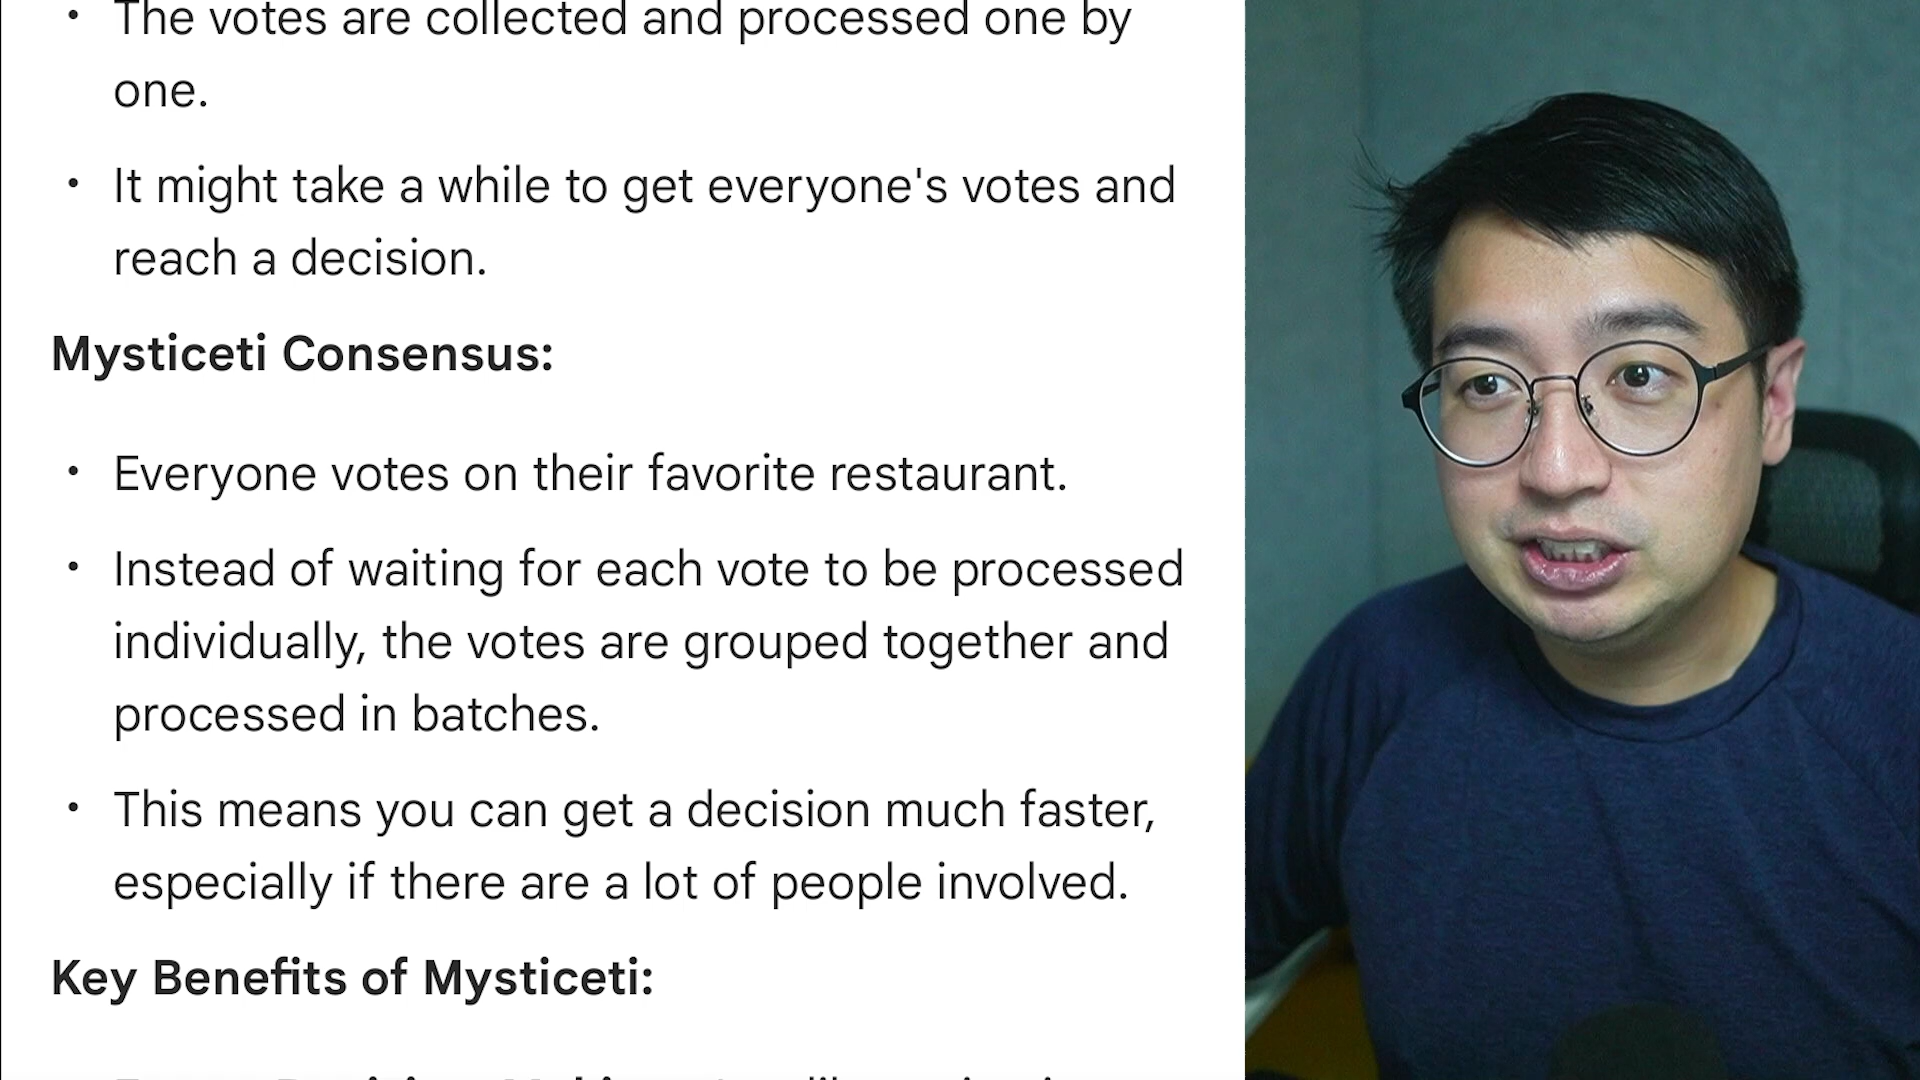 • The votes are collected and processed one by
one.
• It might take a while to get everyone's votes and
reach a decision.
Mysticeti Consensus:
• Everyone votes on their favorite restaurant.
• Instead of waiting for each vote to be processed
individually, the votes are grouped together and
processed in batches.
• This means you can get a decision much faster,
especially if there are a lot of people involved.
Key Benefits of Mysticeti: